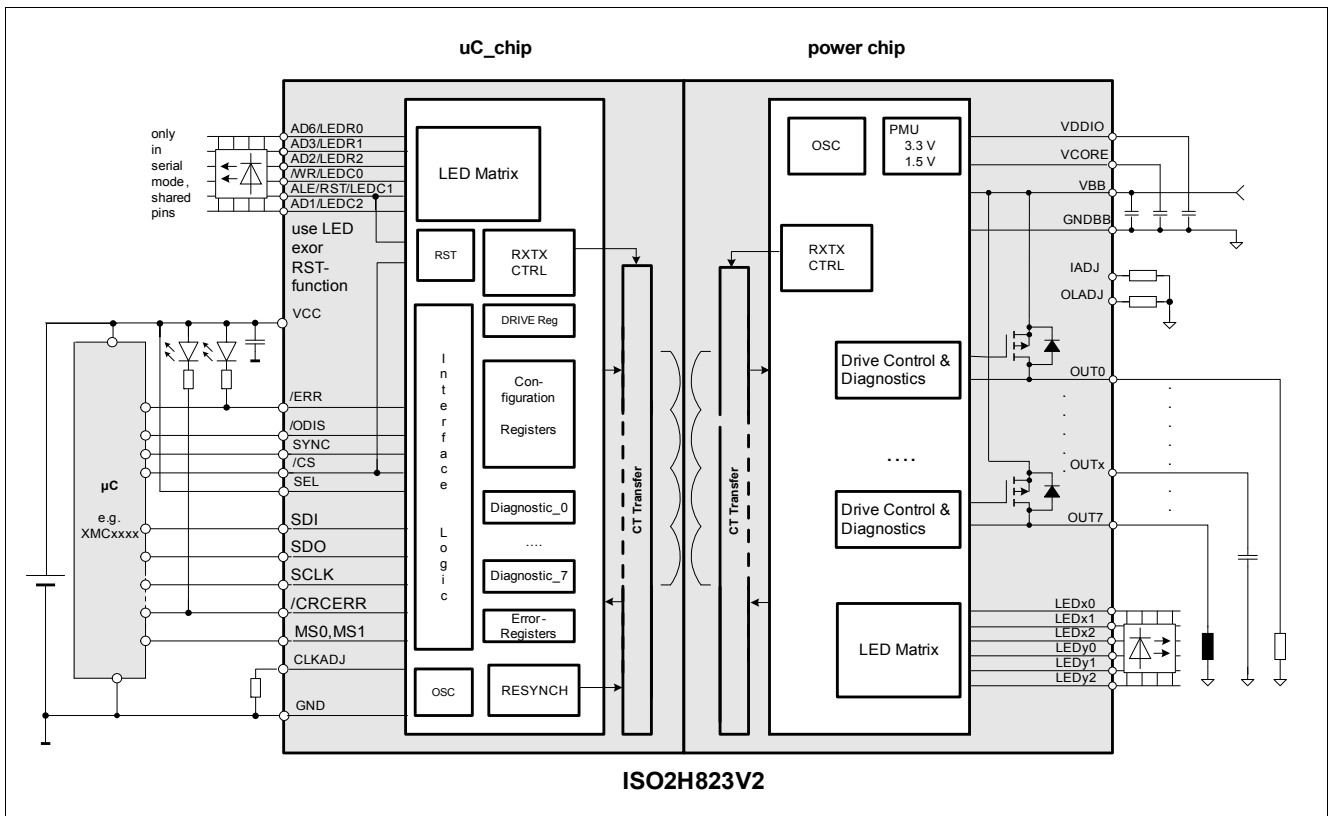 uC_chip
power chip
only
in
serial
mode,
shared
pins
AD6/LEDR0
AD3/LEDR1
AD2/LEDR2
/WR/LEDC0
ALE/RST/LEDC1
AD1/LEDC2
use LED
exor
RST-
function
VCC
/ERR
/ODIS
SYNC
/CS
SEL
SDI
SDO
SCLK
/CRCERR
MS0,MS1
CLKADJ
GND
µC
e.g.
XMCxxxx
LED Matrix
RST
RXTX
CTRL
DRIVE Reg
Interface Logic
Con-
figuration
Registers
Diagnostic_0
....
Diagnostic_7
Error-
Registers
OSC
RESYNCH
CT Transfer
CT Transfer
OSC
PMU
3.3 V
1.5 V
RXTX
CTRL
Drive Control &
Diagnostics
....
Drive Control &
Diagnostics
LED Matrix
VDDIO
VCORE
VBB
GNDBB
IADJ
OLADJ
OUT0
OUTx
OUT7
LEDx0
LEDx1
LEDx2
LEDy0
LEDy1
LEDy2
ISO2H823V2